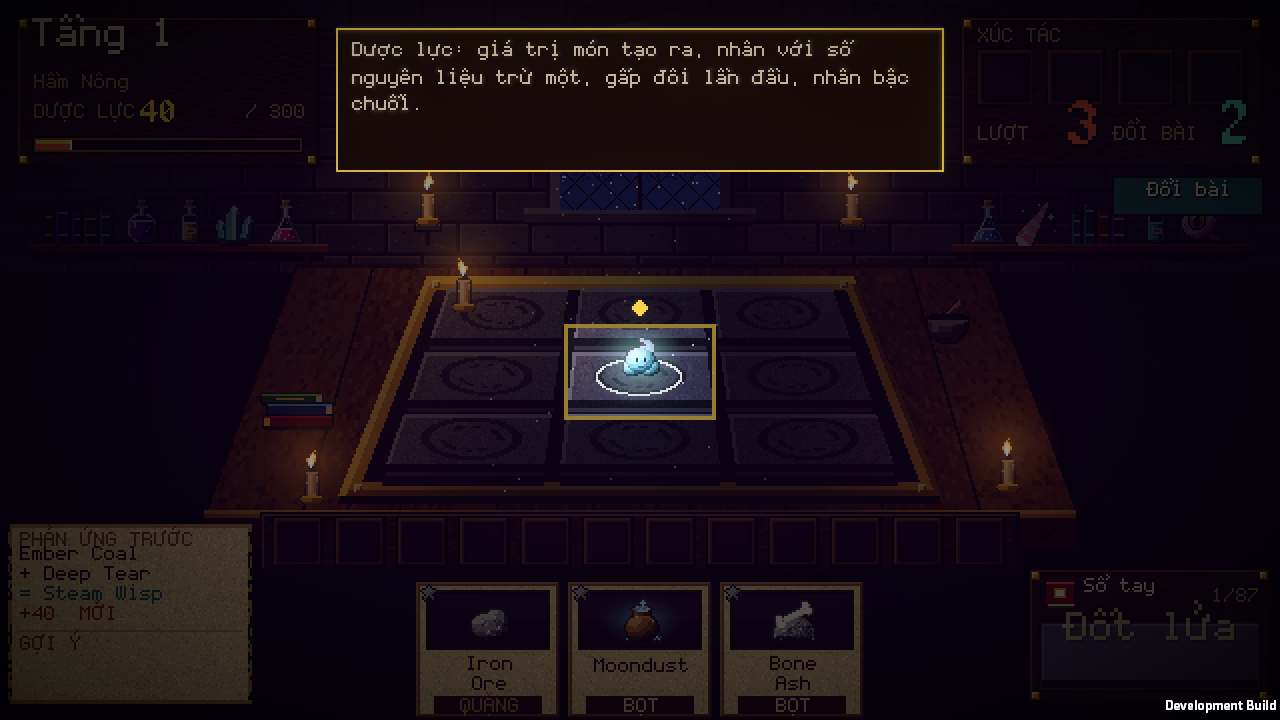 Tầng 1
Hầm Nông
DƯỢC LỰC 40 / 300
Dược lực: giá trị món tạo ra, nhân với số
nguyên liệu trừ một, gấp đôi lần đầu, nhân bậc
chuỗi.
XÚC TÁC
LƯỢT 3 ĐỔI BÀI 2
Đổi bài
PHẢN ỨNG TRƯỚC
Ember Coal
+ Deep Tear
= Steam Wisp
+40 MỚI
GỢI Ý
Iron
Ore
QUẶNG
Moondust
BỘT
Bone
Ash
BỘT
Sổ tay
1/87
Đốt lửa
Development Build